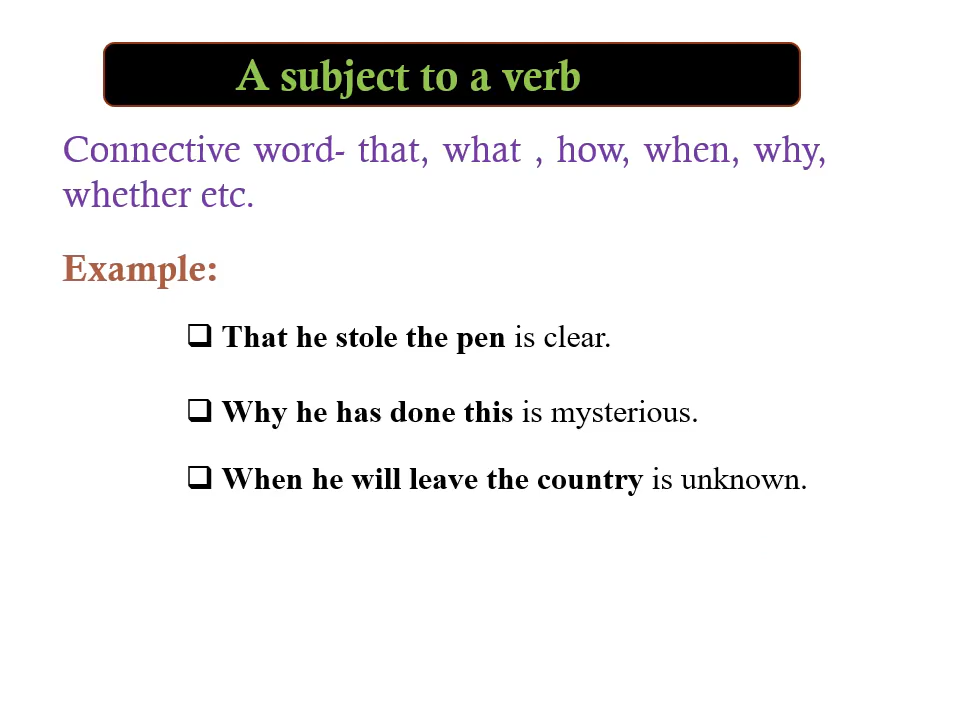 A subject to a verb
Connective word- that, what , how, when, why,
whether etc.
Example:
❑ That he stole the pen is clear.
❑ Why he has done this is mysterious.
❑ When he will leave the country is unknown.